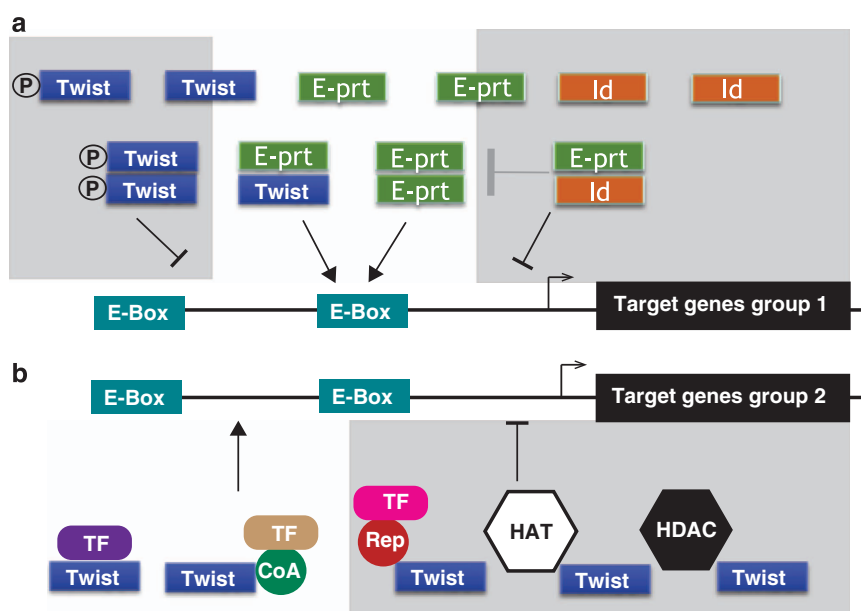 a
P Twist Twist E-prt E-prt Id Id
P Twist E-prt E-prt E-prt
P Twist Twist E-prt Id
E-Box E-Box Target genes group 1
b
E-Box E-Box Target genes group 2
TF TF TF HAT HDAC
Twist Twist CoA Rep Twist Twist Twist